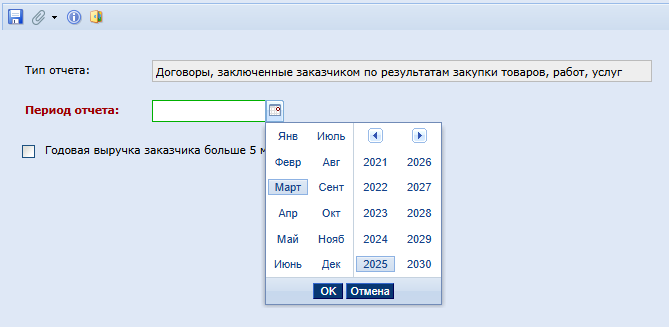 Тип отчета: Договоры, заключенные заказчиком по результатам закупки товаров, работ, услуг
Период отчета:
Годовая выручка заказчика больше 5 м
Янв Июль
Февр Авг 2021 2026
Март Сент 2022 2027
Апр Окт 2023 2028
Май Нояб 2024 2029
Июнь Дек 2025 2030
OK Отмена